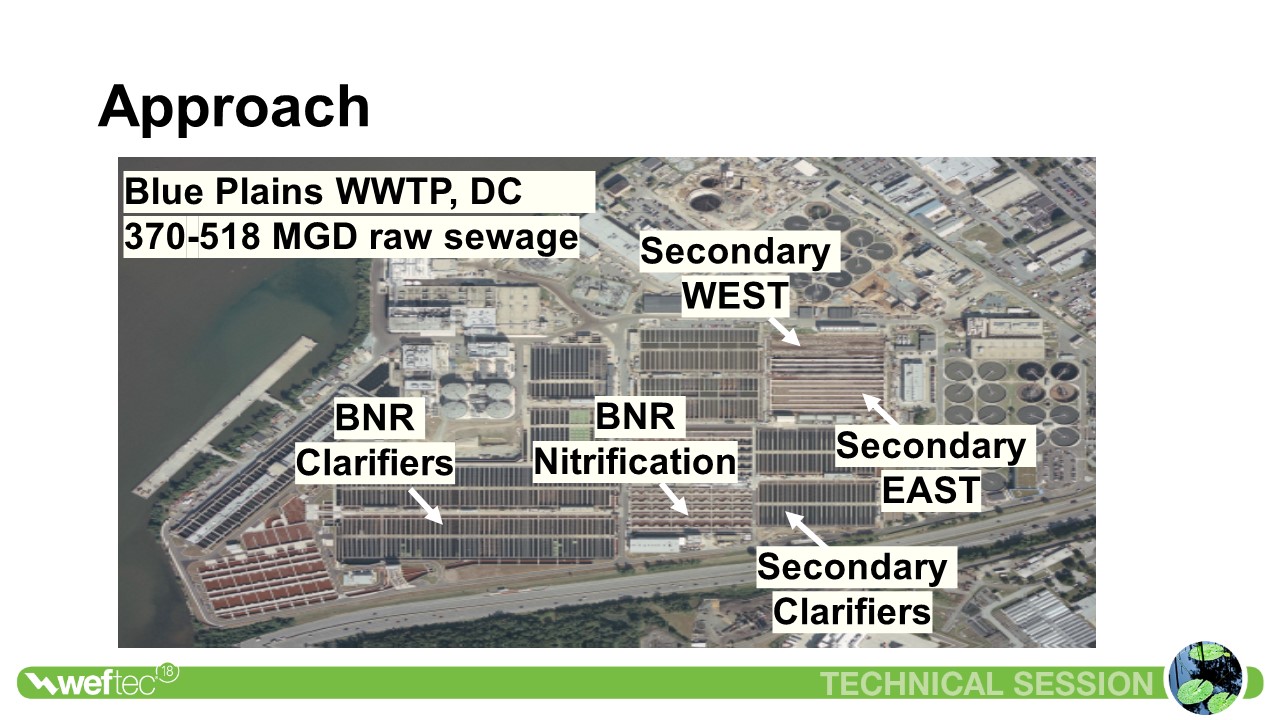 Approach
Blue Plains WWTP, DC
370-518 MGD raw sewage
Secondary
WEST
BNR
Clarifiers
BNR
Nitrification
Secondary
EAST
Secondary
Clarifiers
weftec 18
TECHNICAL SESSION